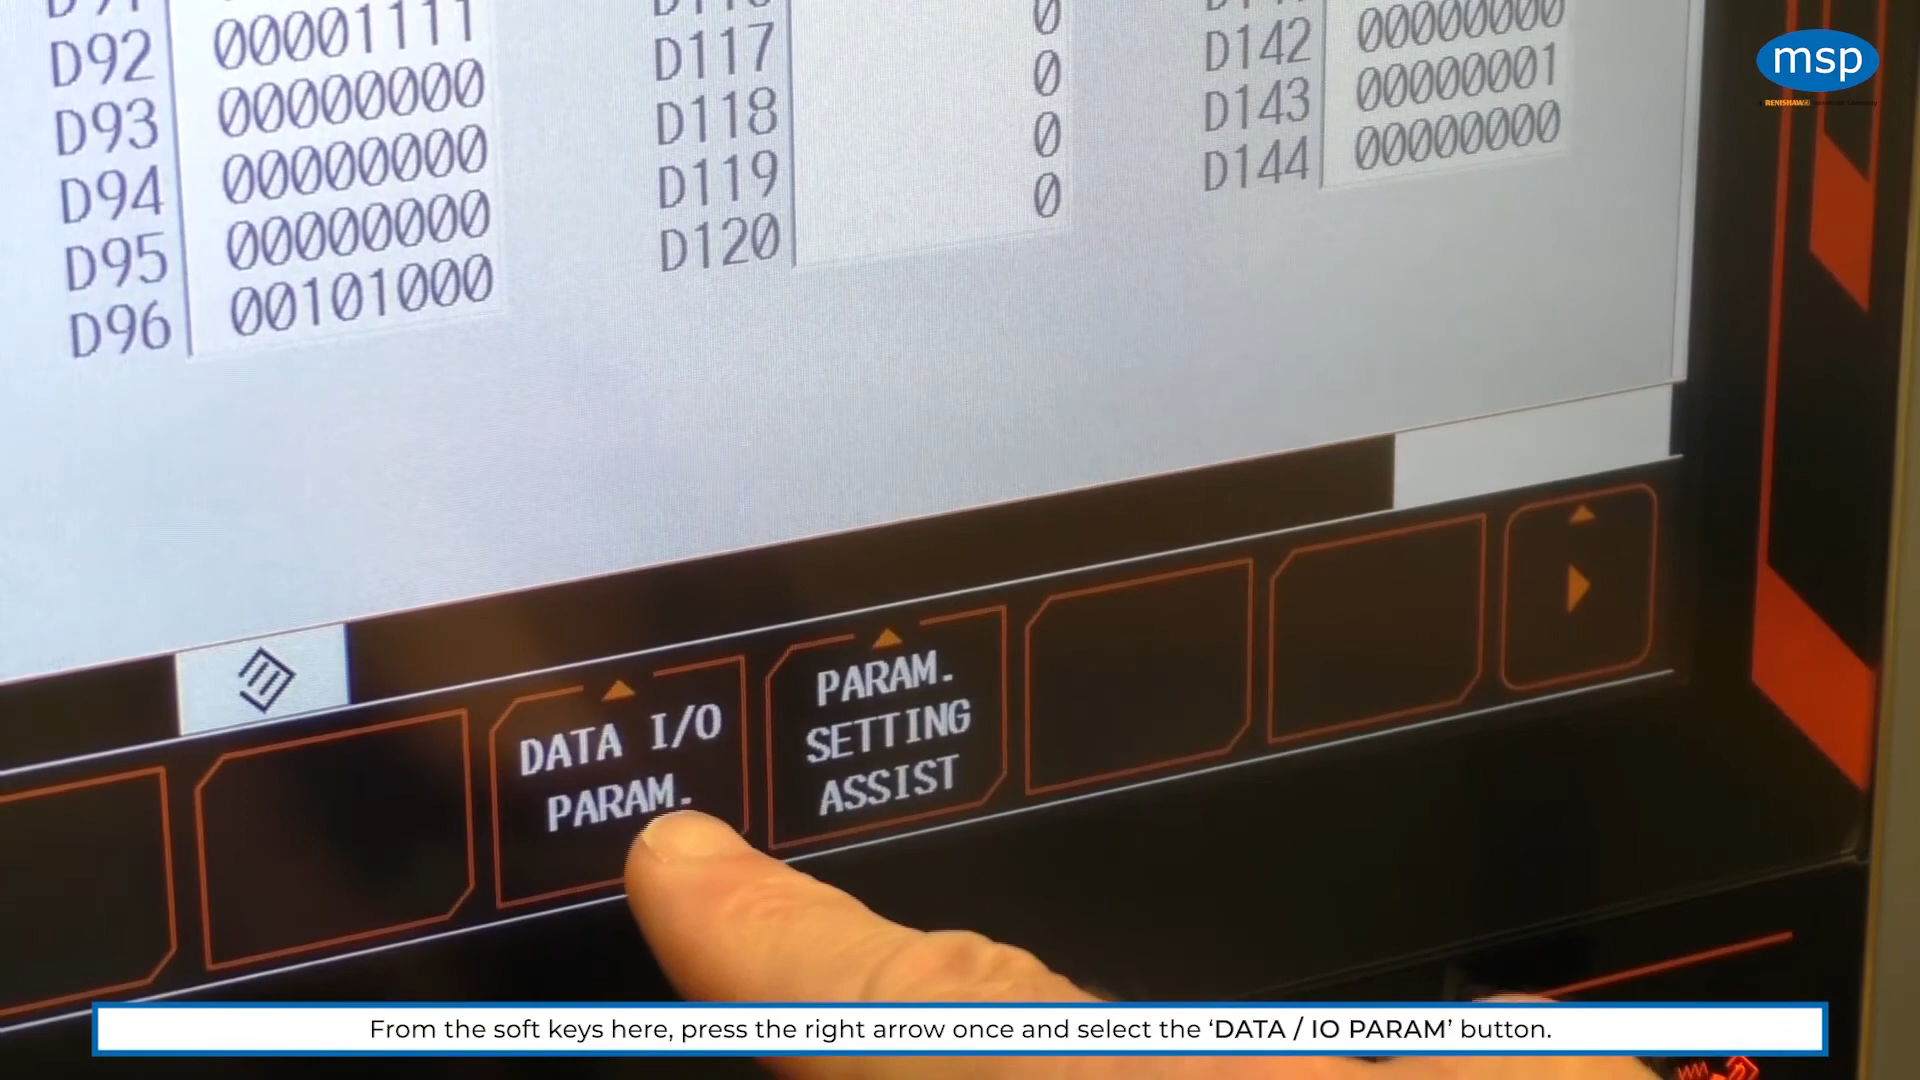 D92 00001111
D93 00000000
D94 00000000
D95 00000000
D96 00101000
D117 0
D118 0
D119 0
D120 0
D142 00000000
D143 00000001
D144 00000000
msp
RENISHAW
DATA I/O
PARAM.
PARAM.
SETTING
ASSIST
From the soft keys here, press the right arrow once and select the ‘DATA / IO PARAM’ button.